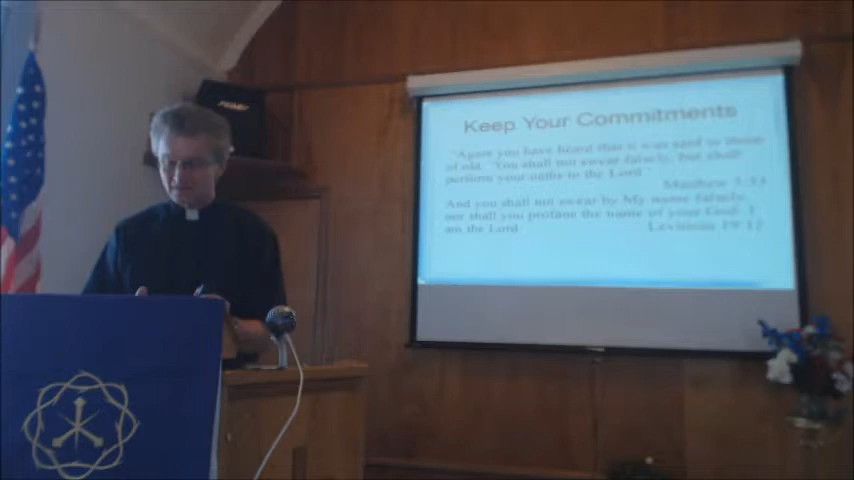 PEAVEY
Keep Your Commitments
"Again you have heard that it was said to those
of old, 'You shall not swear falsely, but shall
perform your oaths to the Lord.'
Matthew 5:33
And you shall not swear by My name falsely,
nor shall you profane the name of your God: I
am the Lord.
Leviticus 19:12